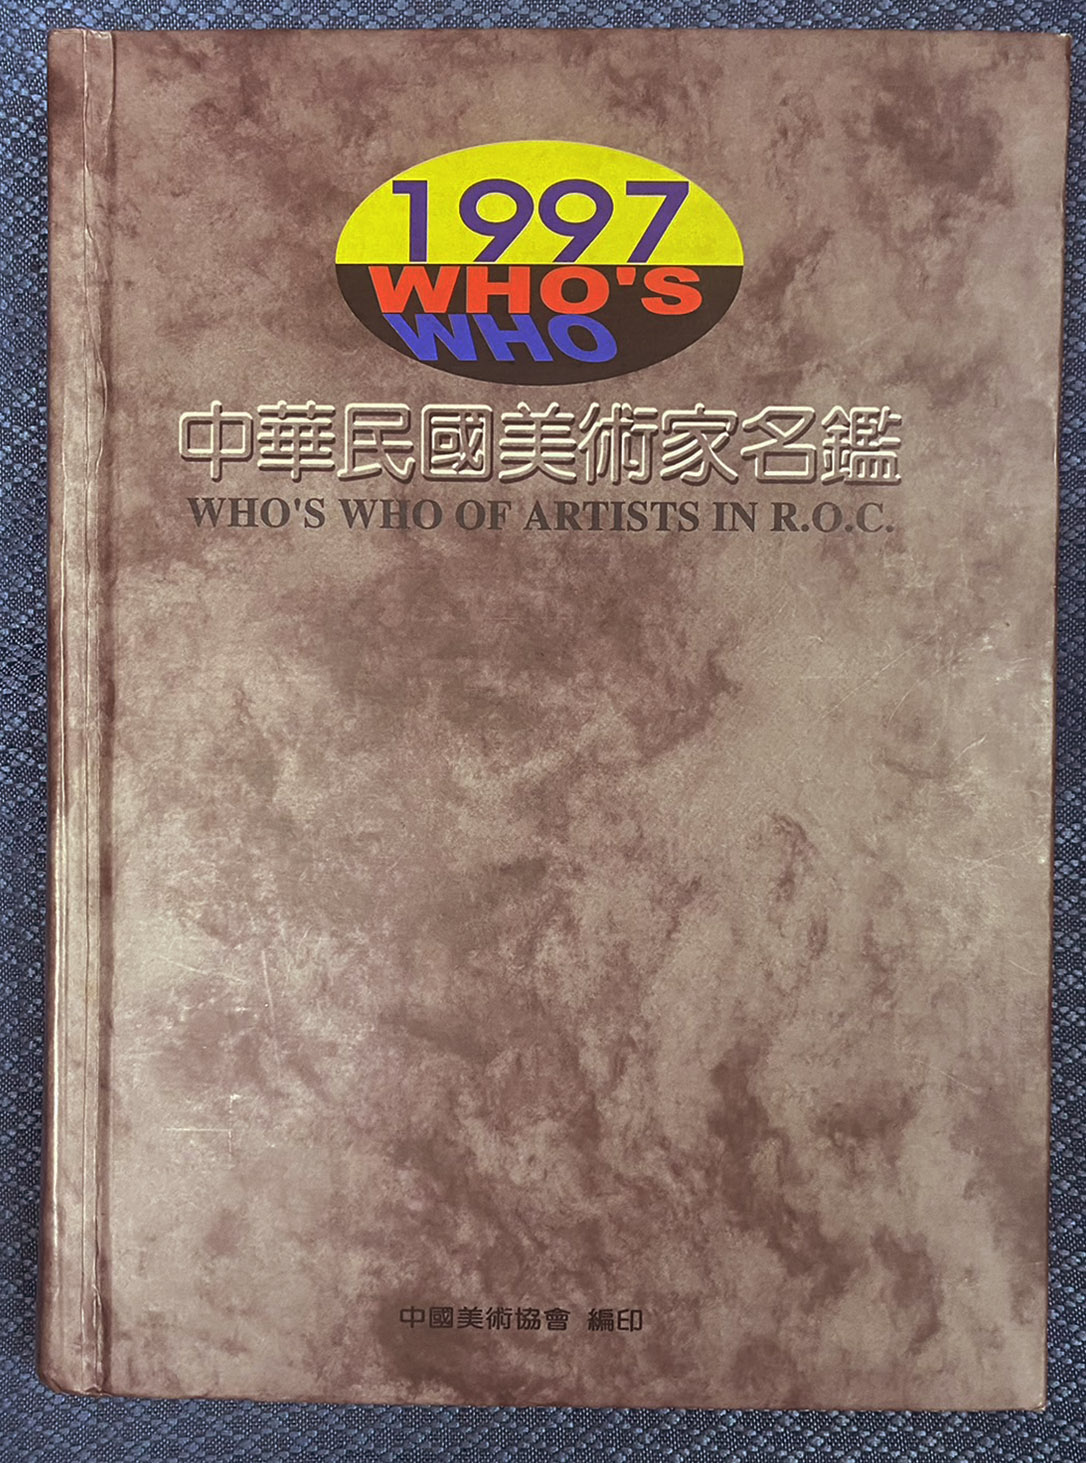 1997
WHO'S
WHO
中華民國美術家名鑑
WHO'S WHO OF ARTISTS IN R.O.C.
中國美術協會 編印